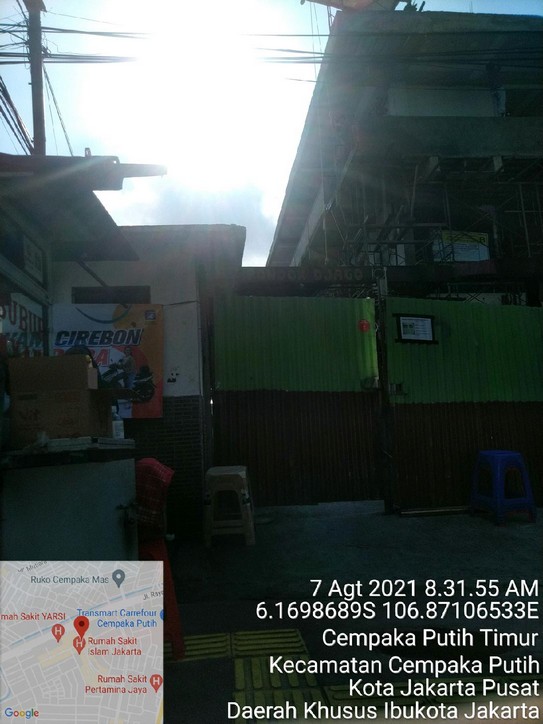 CIREBON
Ruko Cempaka Mas
Transmart Carrefour
Cempaka Putih
mah Sakit YARSI
Rumah Sakit
Islam Jakarta
Rumah Sakit
Pertamina Jaya
Google
7 Agt 2021 8.31.55 AM
6.1698689S 106.87106533E
Cempaka Putih Timur
Kecamatan Cempaka Putih
Kota Jakarta Pusat
Daerah Khusus Ibukota Jakarta